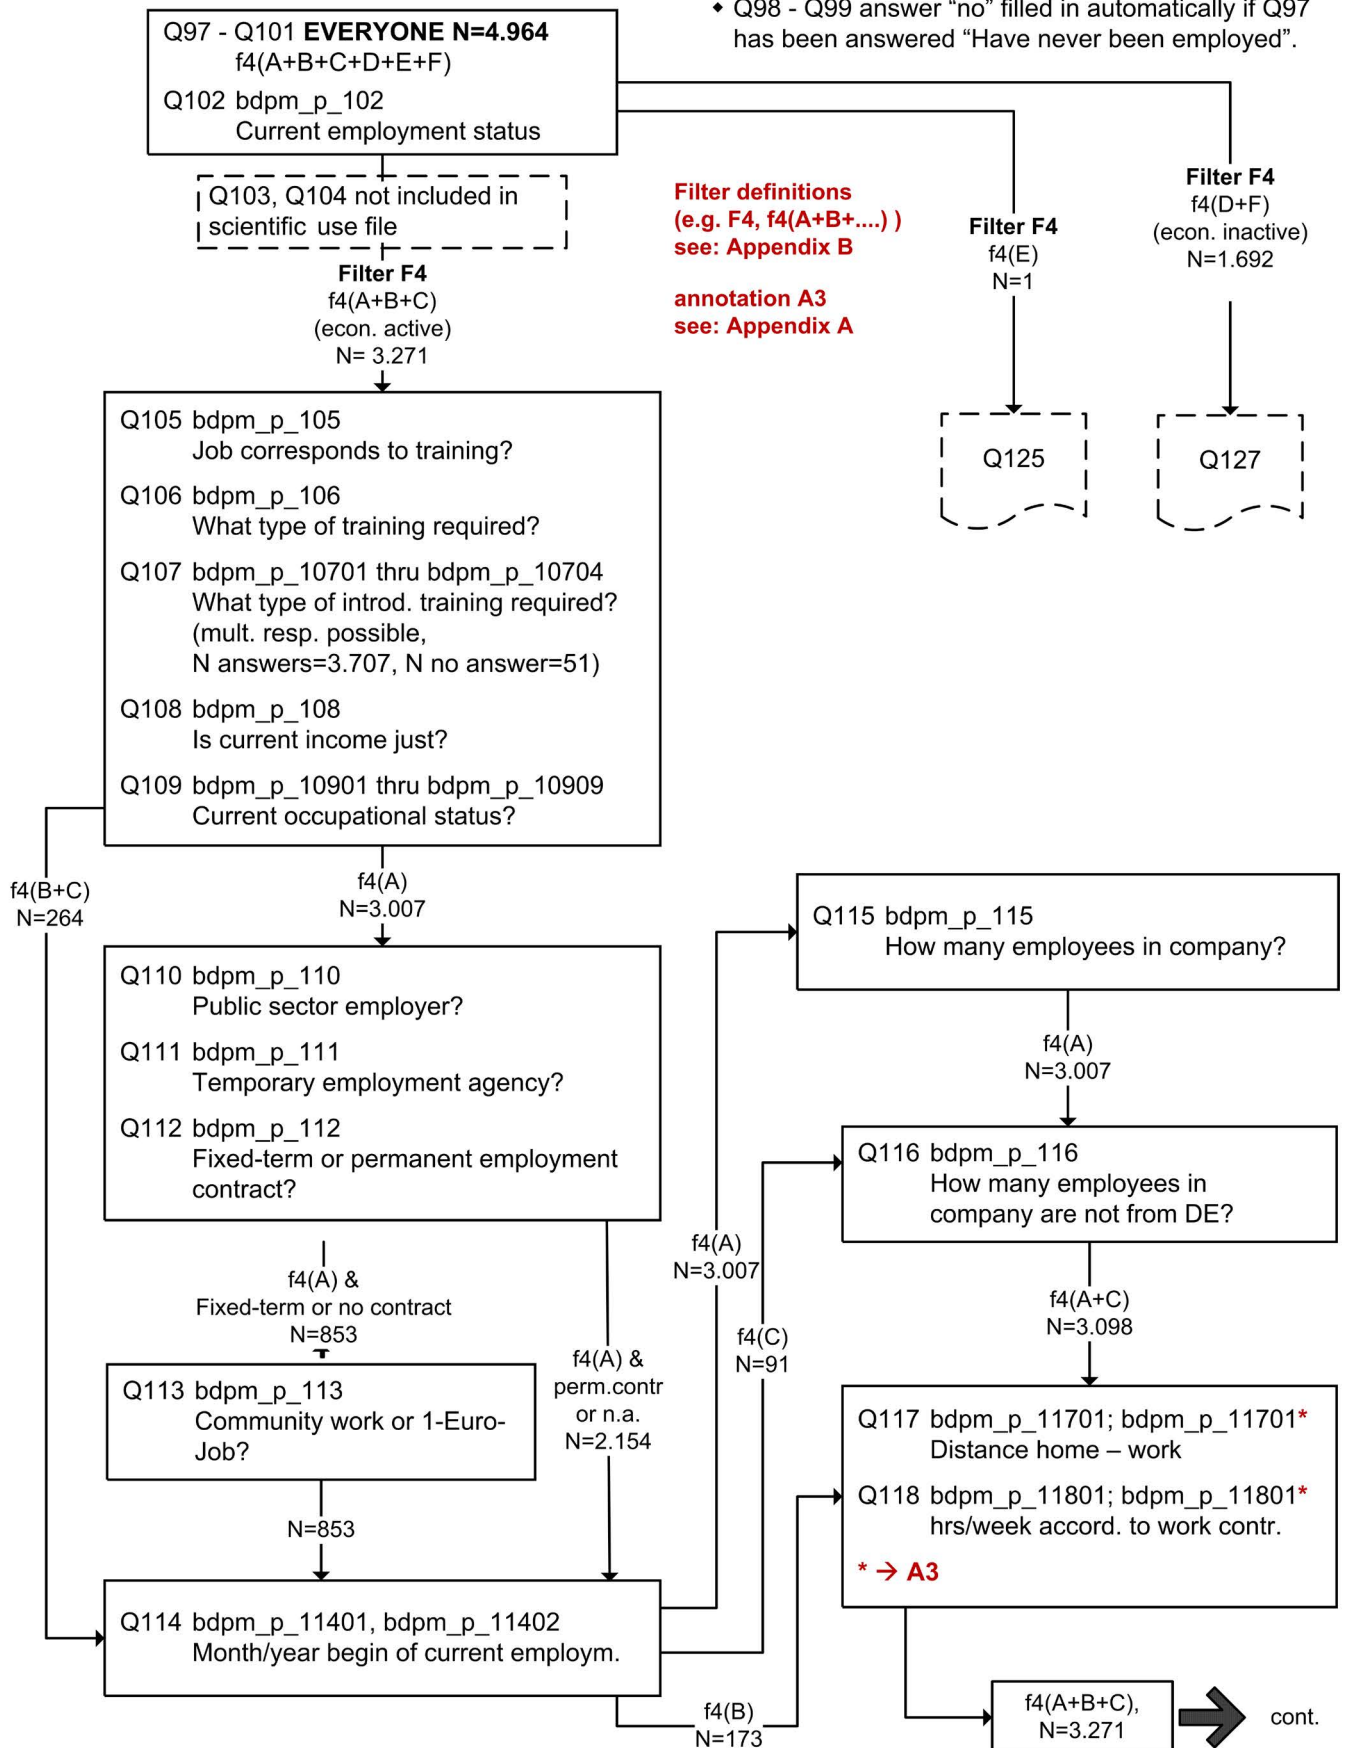 ◆ Q98 - Q99 answer “no” filled in automatically if Q97
has been answered “Have never been employed”.
Q97 - Q101 EVERYONE N=4.964
f4(A+B+C+D+E+F)
Q102 bdpm_p_102
Current employment status
Q103, Q104 not included in
scientific use file
Filter F4
f4(A+B+C)
(econ. active)
N= 3.271
Filter definitions
(e.g. F4, f4(A+B+....) )
see: Appendix B
annotation A3
see: Appendix A
Filter F4
f4(E)
N=1
Filter F4
f4(D+F)
(econ. inactive)
N=1.692
Q125
Q127
Q105 bdpm_p_105
Job corresponds to training?
Q106 bdpm_p_106
What type of training required?
Q107 bdpm_p_10701 thru bdpm_p_10704
What type of introd. training required?
(mult. resp. possible,
N answers=3.707, N no answer=51)
Q108 bdpm_p_108
Is current income just?
Q109 bdpm_p_10901 thru bdpm_p_10909
Current occupational status?
f4(B+C)
N=264
f4(A)
N=3.007
Q110 bdpm_p_110
Public sector employer?
Q111 bdpm_p_111
Temporary employment agency?
Q112 bdpm_p_112
Fixed-term or permanent employment
contract?
f4(A) &
Fixed-term or no contract
N=853
f4(A) &
perm.contr
or n.a.
N=2.154
Q113 bdpm_p_113
Community work or 1-Euro-
Job?
N=853
Q114 bdpm_p_11401, bdpm_p_11402
Month/year begin of current employm.
f4(A)
N=3.007
f4(C)
N=91
f4(B)
N=173
Q115 bdpm_p_115
How many employees in company?
f4(A)
N=3.007
Q116 bdpm_p_116
How many employees in
company are not from DE?
f4(A+C)
N=3.098
Q117 bdpm_p_11701; bdpm_p_11701*
Distance home – work
Q118 bdpm_p_11801; bdpm_p_11801*
hrs/week accord. to work contr.
* → A3
f4(A+B+C),
N=3.271
cont.